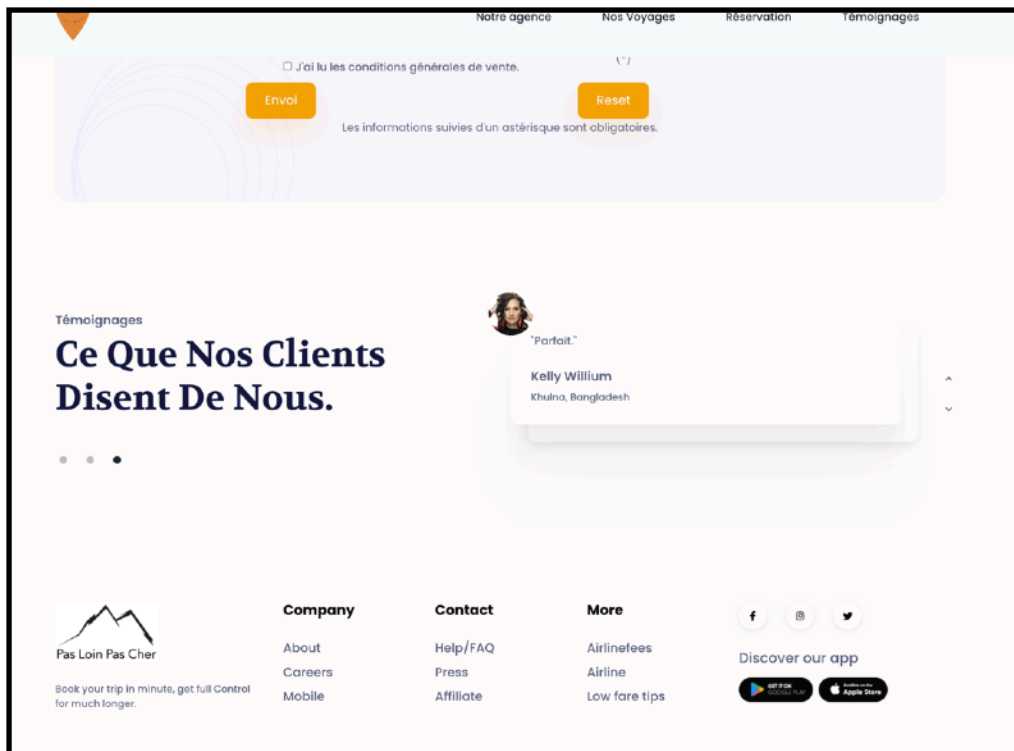 Notre agence Nos Voyages Réservation Témoignages
J'ai lu les conditions générales de vente.
(*)
Envoi Reset
Les informations suivies d'un astérisque sont obligatoires.
Témoignages
Ce Que Nos Clients
Disent De Nous.
"Parfait."
Kelly Willium
Khulna, Bangladesh
Pas Loin Pas Cher
Book your trip in minute, get full Control
for much longer.
Company
About
Careers
Mobile
Contact
Help/FAQ
Press
Affiliate
More
Airlinefees
Airline
Low fare tips
Discover our app
GET IT ON
GOOGLE PLAY
Available on the
Apple Store